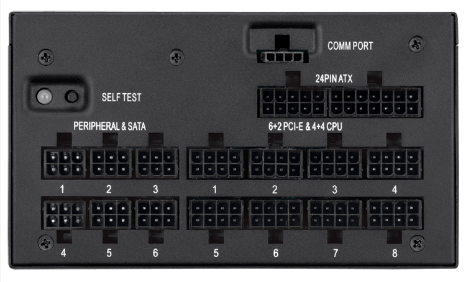 COMM PORT
24PIN ATX
SELF TEST
PERIPHERAL & SATA
6+2 PCI-E & 4+4 CPU
1 2 3 1 2 3 4
4 5 6 5 6 7 8